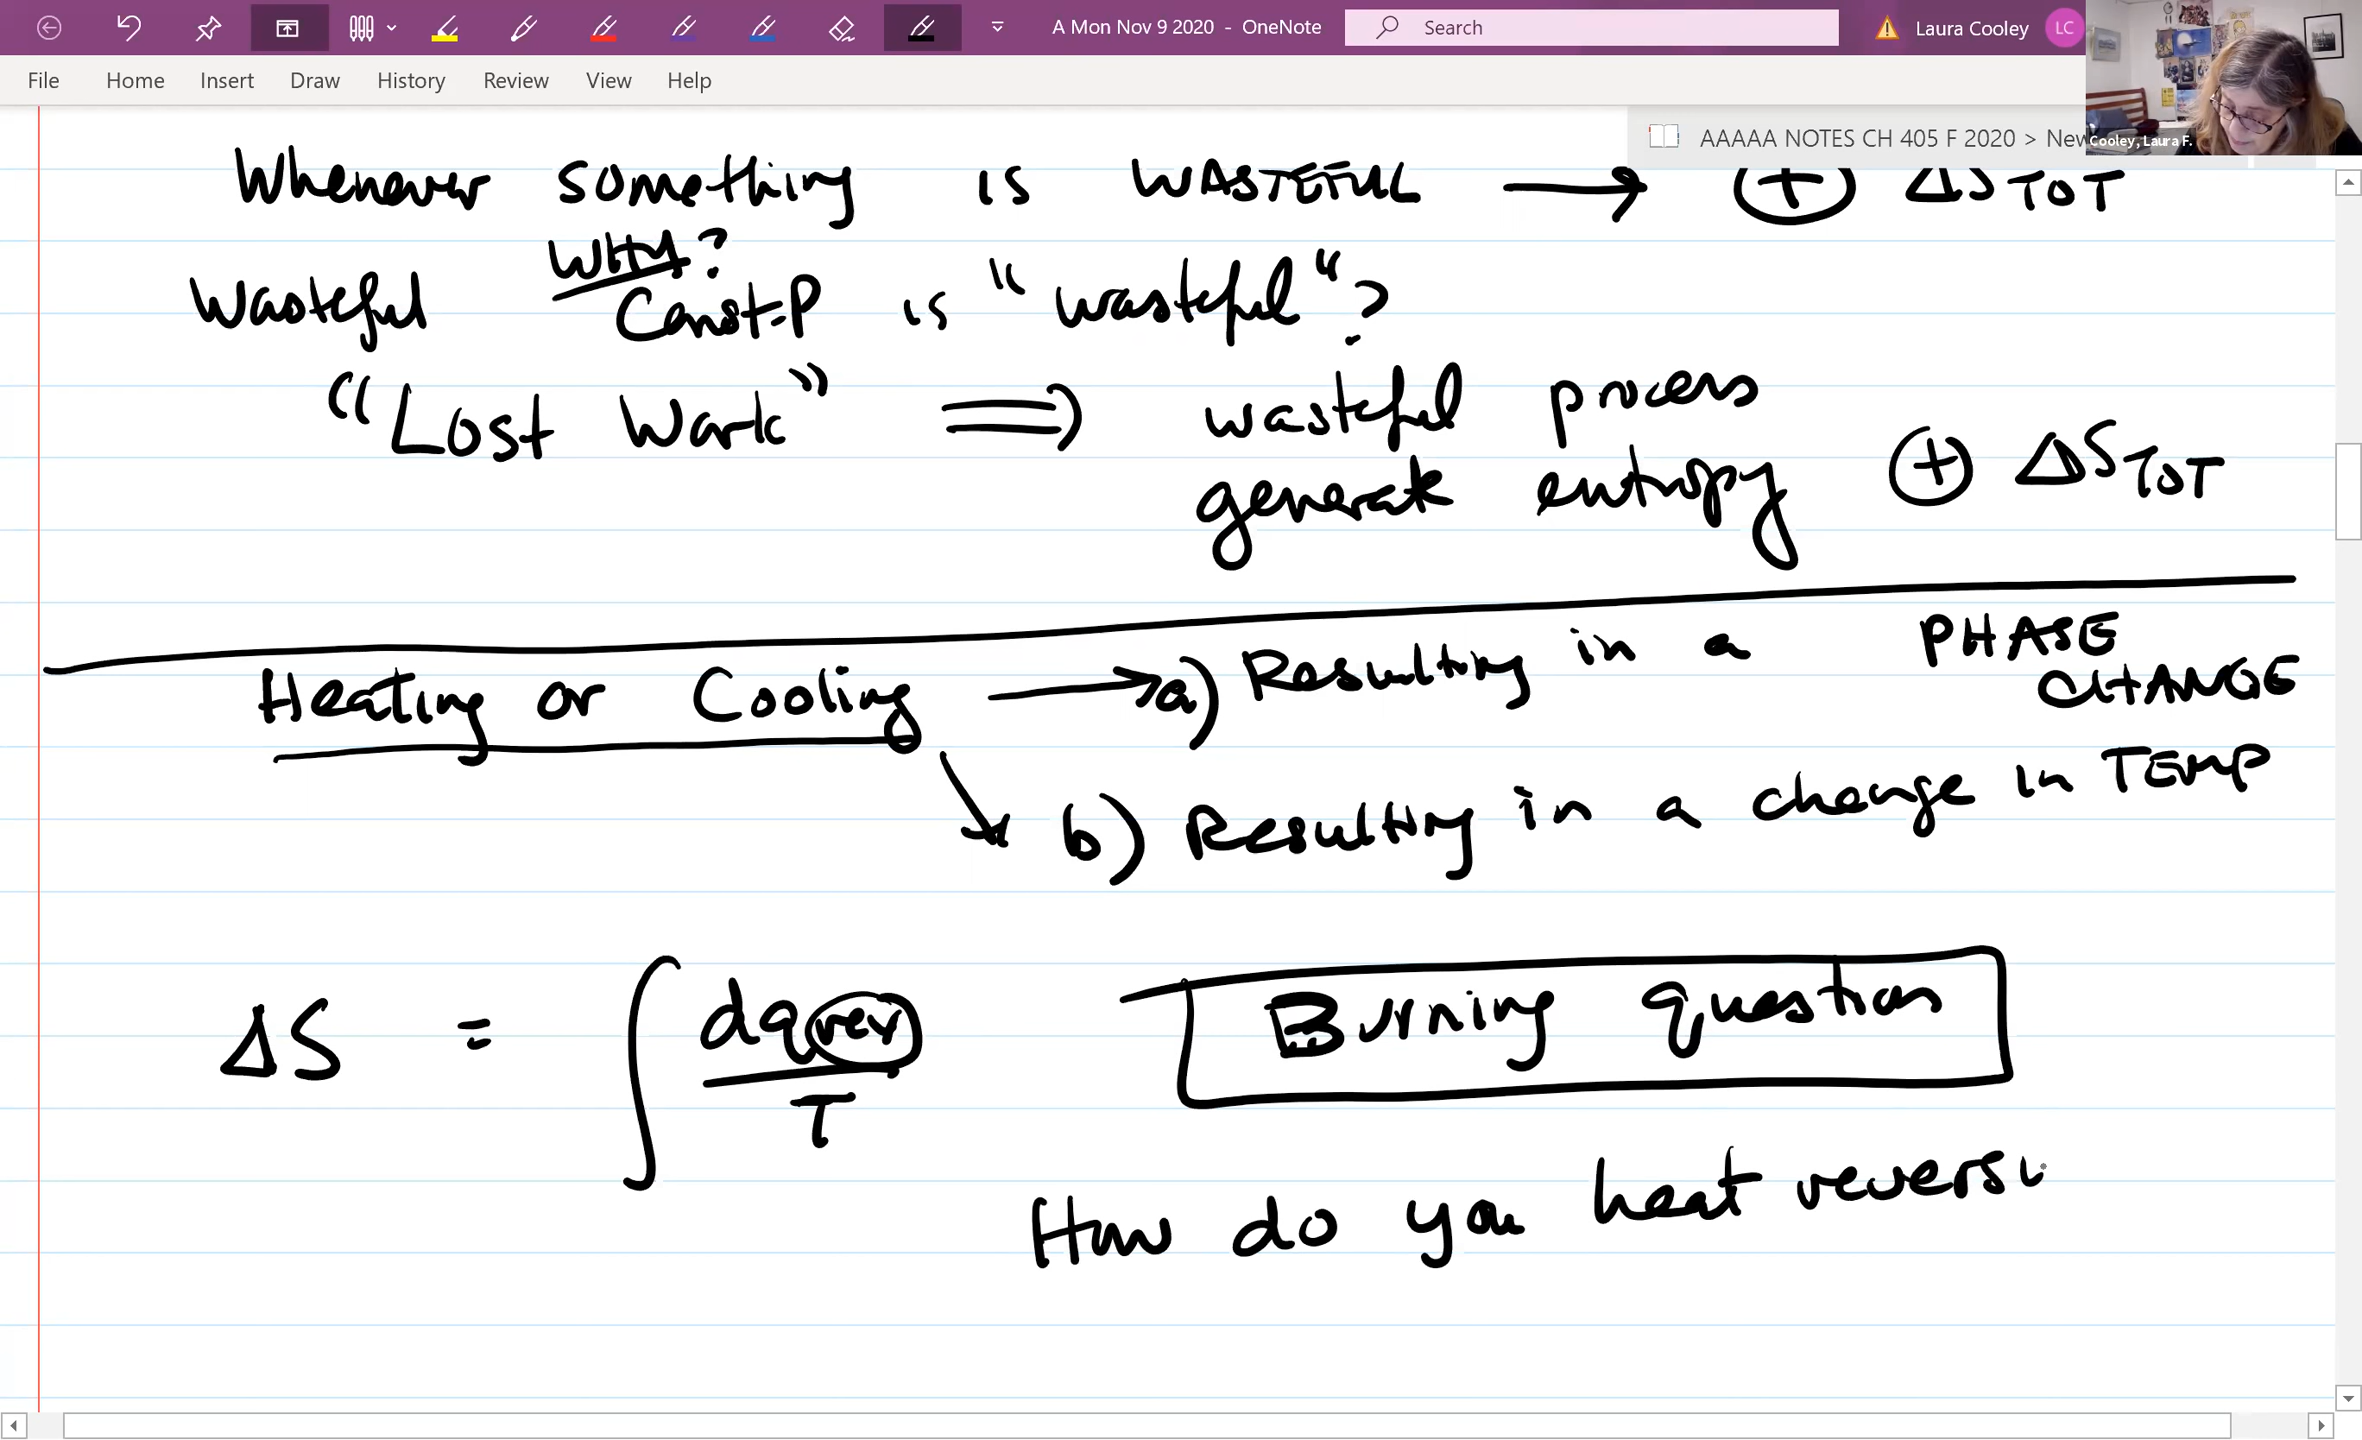 A Mon Nov 9 2020 - OneNote
Search
Laura Cooley
LC
File Home Insert Draw History Review View Help
AAAAA NOTES CH 405 F 2020 > New
Cooley, Laura F.
Whenever something is WASTEFUL → ⊕ ΔS TOT
WHY?
Wasteful Const-P is "wasteful"?
"Lost Work" ⇒ wasteful process
generate entropy ⊕ ΔS TOT
Heating or Cooling → a) Resulting in a PHASE
CHANGE
b) Resulting in a change in TEMP
ΔS = ∫ dq rev / T
Burning question
How do you heat reversi